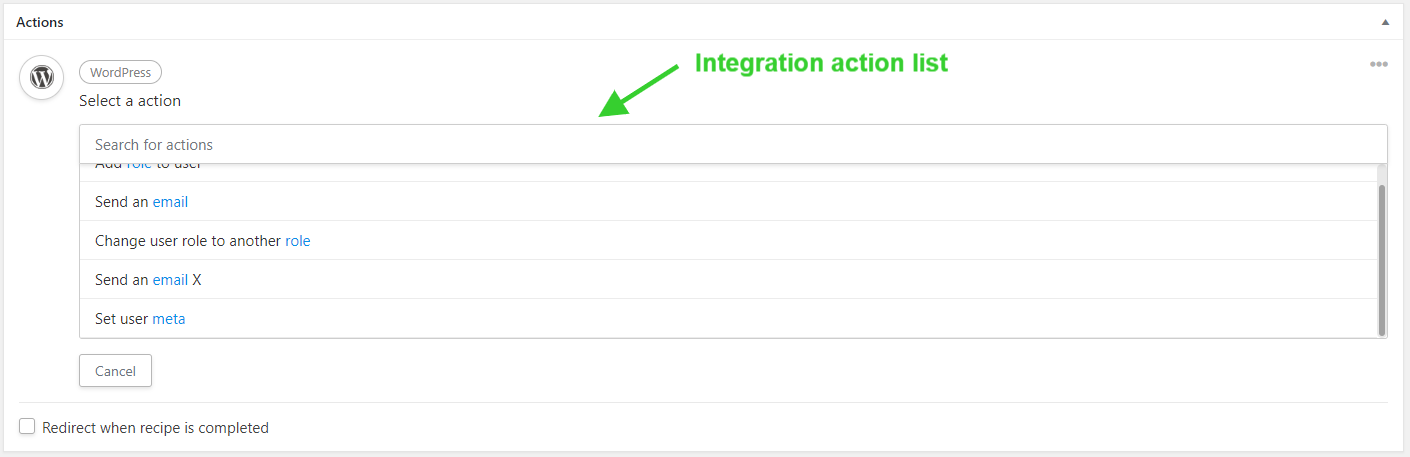 Actions
WordPress
Integration action list
Select a action
Search for actions
Add role to user
Send an email
Change user role to another role
Send an email X
Set user meta
Cancel
Redirect when recipe is completed